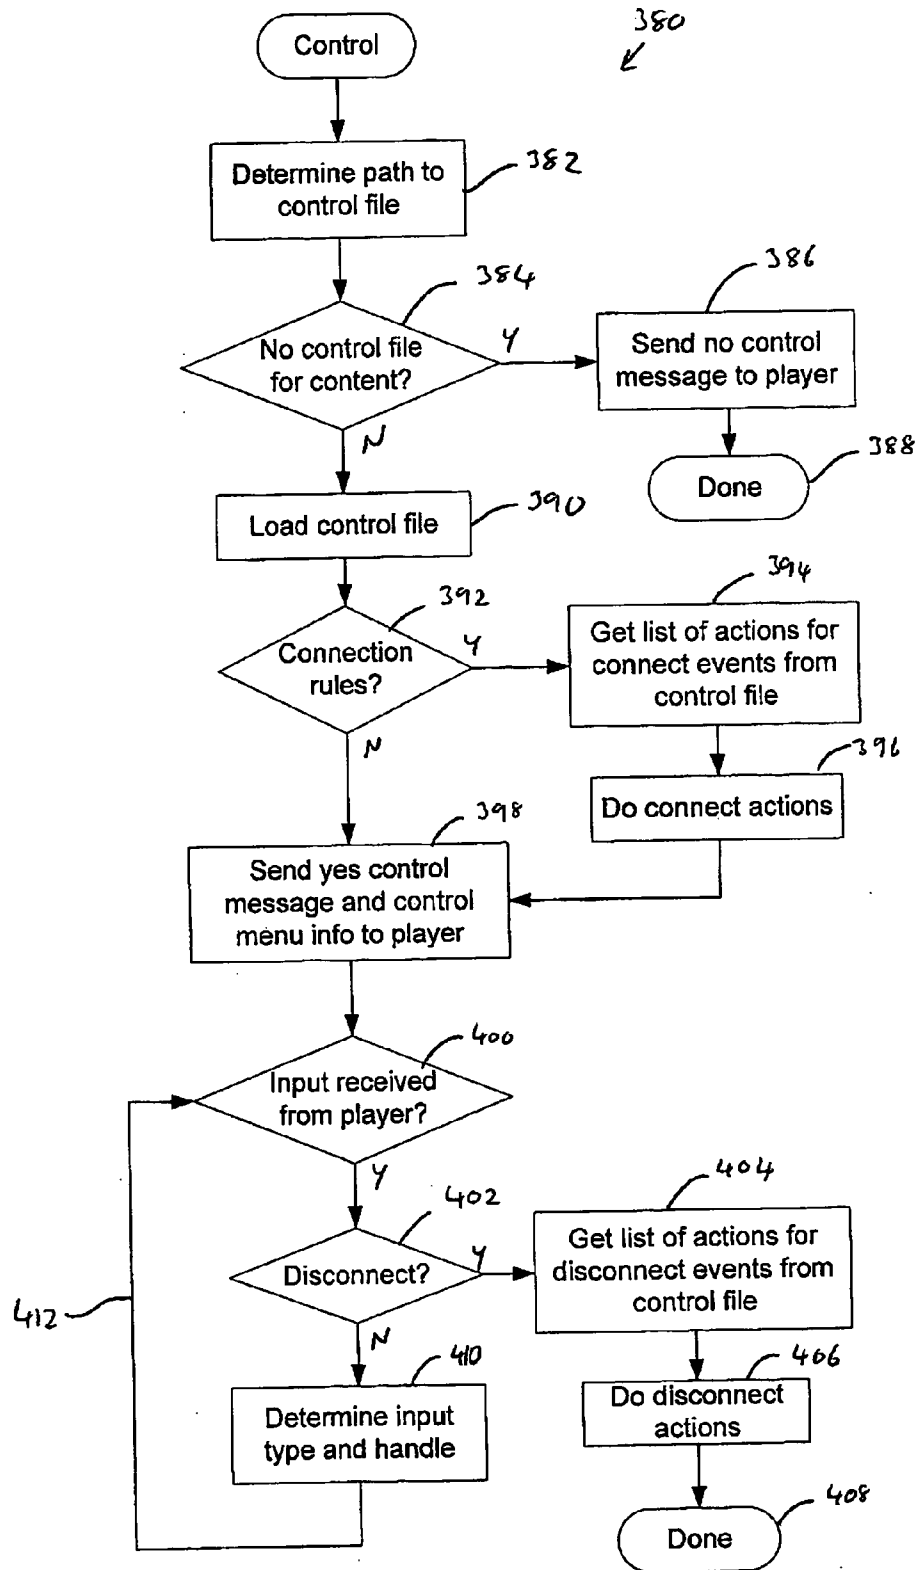 380
Control
382
Determine path to
control file
384
386
No control file
for content?
Y
Send no control
message to player
N
388
Done
390
Load control file
392
394
Connection
rules?
Y
Get list of actions for
connect events from
control file
N
396
Do connect actions
398
Send yes control
message and control
menu info to player
400
Input received
from player?
Y
402
404
Disconnect?
Y
Get list of actions for
disconnect events from
control file
412
N
410
406
Determine input
type and handle
Do disconnect
actions
408
Done